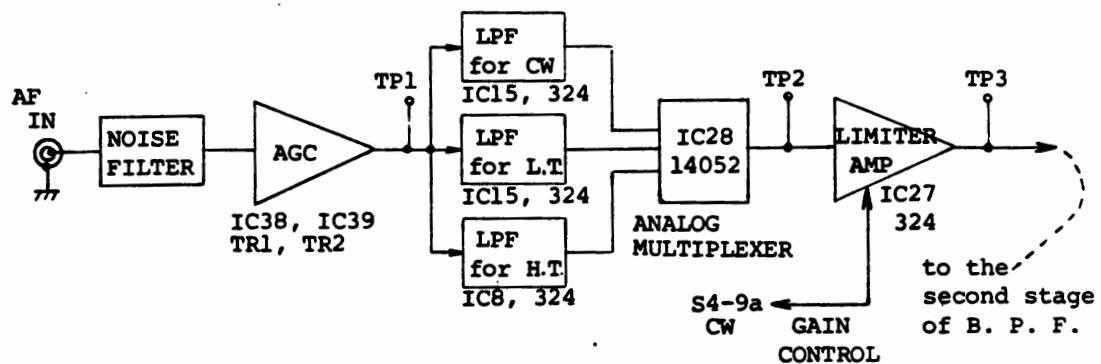 AF
IN
NOISE
FILTER
AGC
IC38, IC39
TR1, TR2
TP1
LPF
for CW
IC15, 324
LPF
for L.T.
IC15, 324
LPF
for H.T.
IC8, 324
IC28
14052
ANALOG
MULTIPLEXER
TP2
LIMITER
AMP
IC27
324
TP3
S4-9a
CW
GAIN
CONTROL
to the
second stage
of B. P. F.